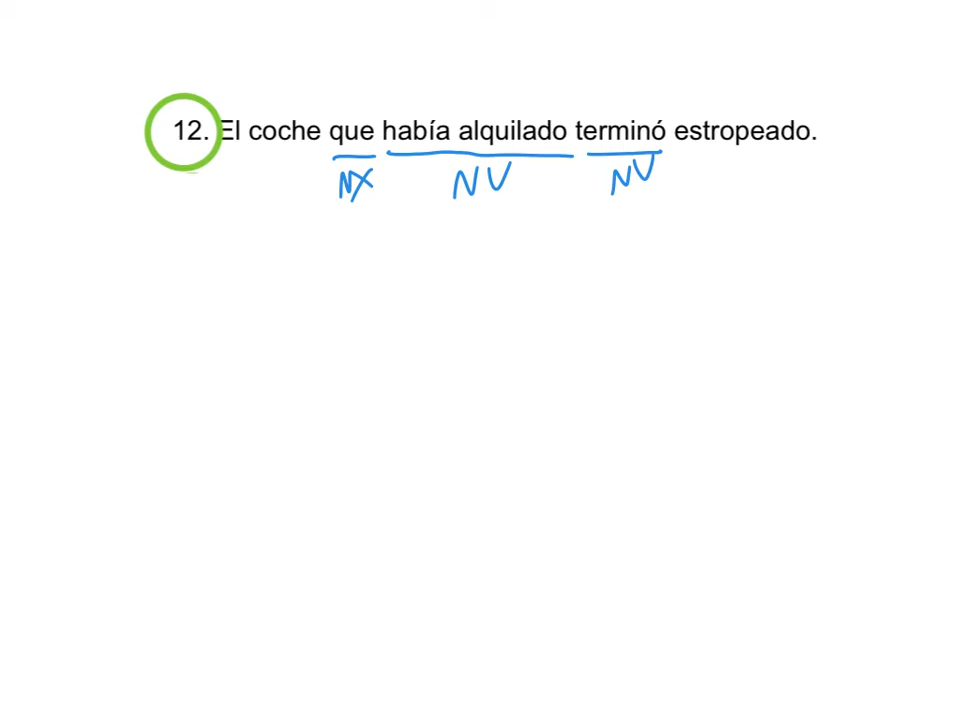 12. El coche que había alquilado terminó estropeado.
NX NV NV